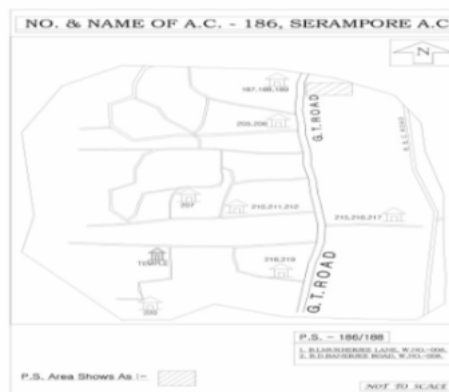 NO. & NAME OF A.C. - 186, SERAMPORE A.C
N
187,188,189
G.T. ROAD
205,206
207
210,211,212
215,216,217
TEMPLE
218,219
G.T. ROAD
P.S. - 186/188
P.S. Area Shows As :-
NOT TO SCALE